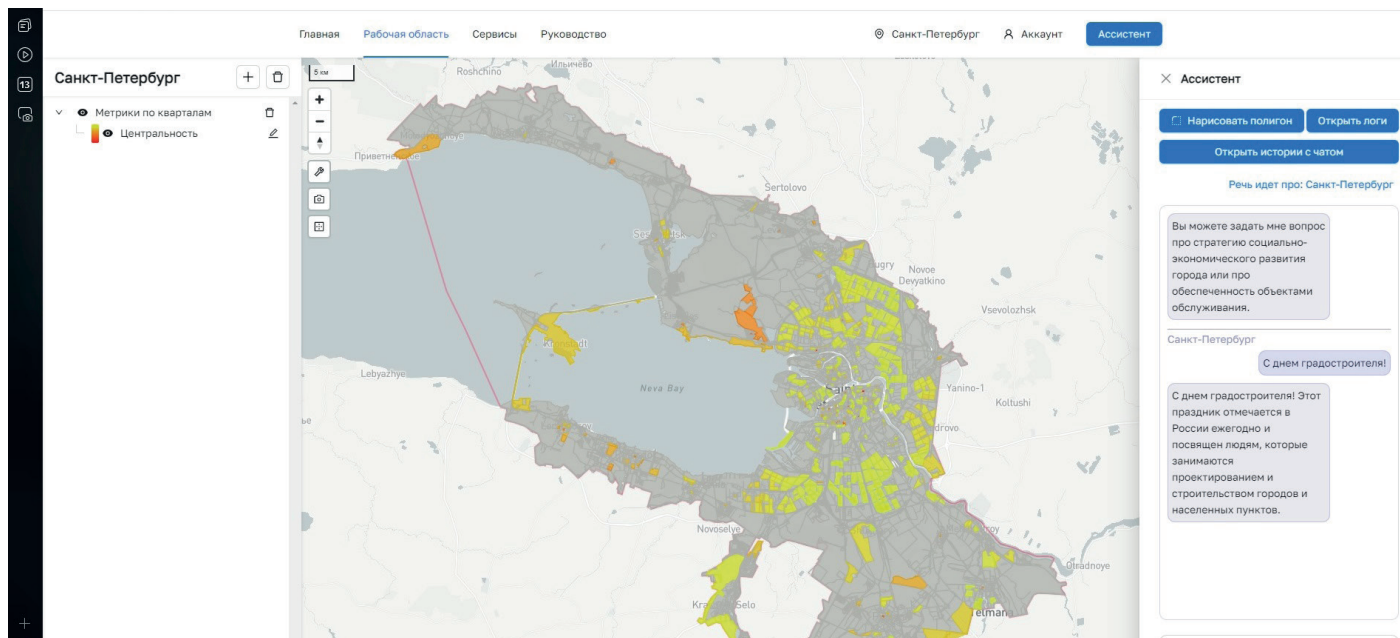 13
Главная
Рабочая область
Сервисы
Руководство
Санкт-Петербург
Аккаунт
Ассистент
Санкт-Петербург
Метрики по кварталам
Центральность
5 км
Roshchino
Ильичёво
Приветненское
Sertolovo
Novoe
Devyatkino
Vsevolozhsk
Kronstadt
Lebyazhye
Neva Bay
Yanino-1
Koltushi
Novoselye
Otradnoye
Ассистент
Нарисовать полигон
Открыть логи
Открыть истории с чатом
Речь идет про: Санкт-Петербург
Вы можете задать мне вопрос
про стратегию социально-
экономического развития
города или про
обеспеченность объектами
обслуживания.
Санкт-Петербург
С днем градостроителя!
С днем градостроителя! Этот
праздник отмечается в
России ежегодно и
посвящен людям, которые
занимаются
проектированием и
строительством городов и
населенных пунктов.